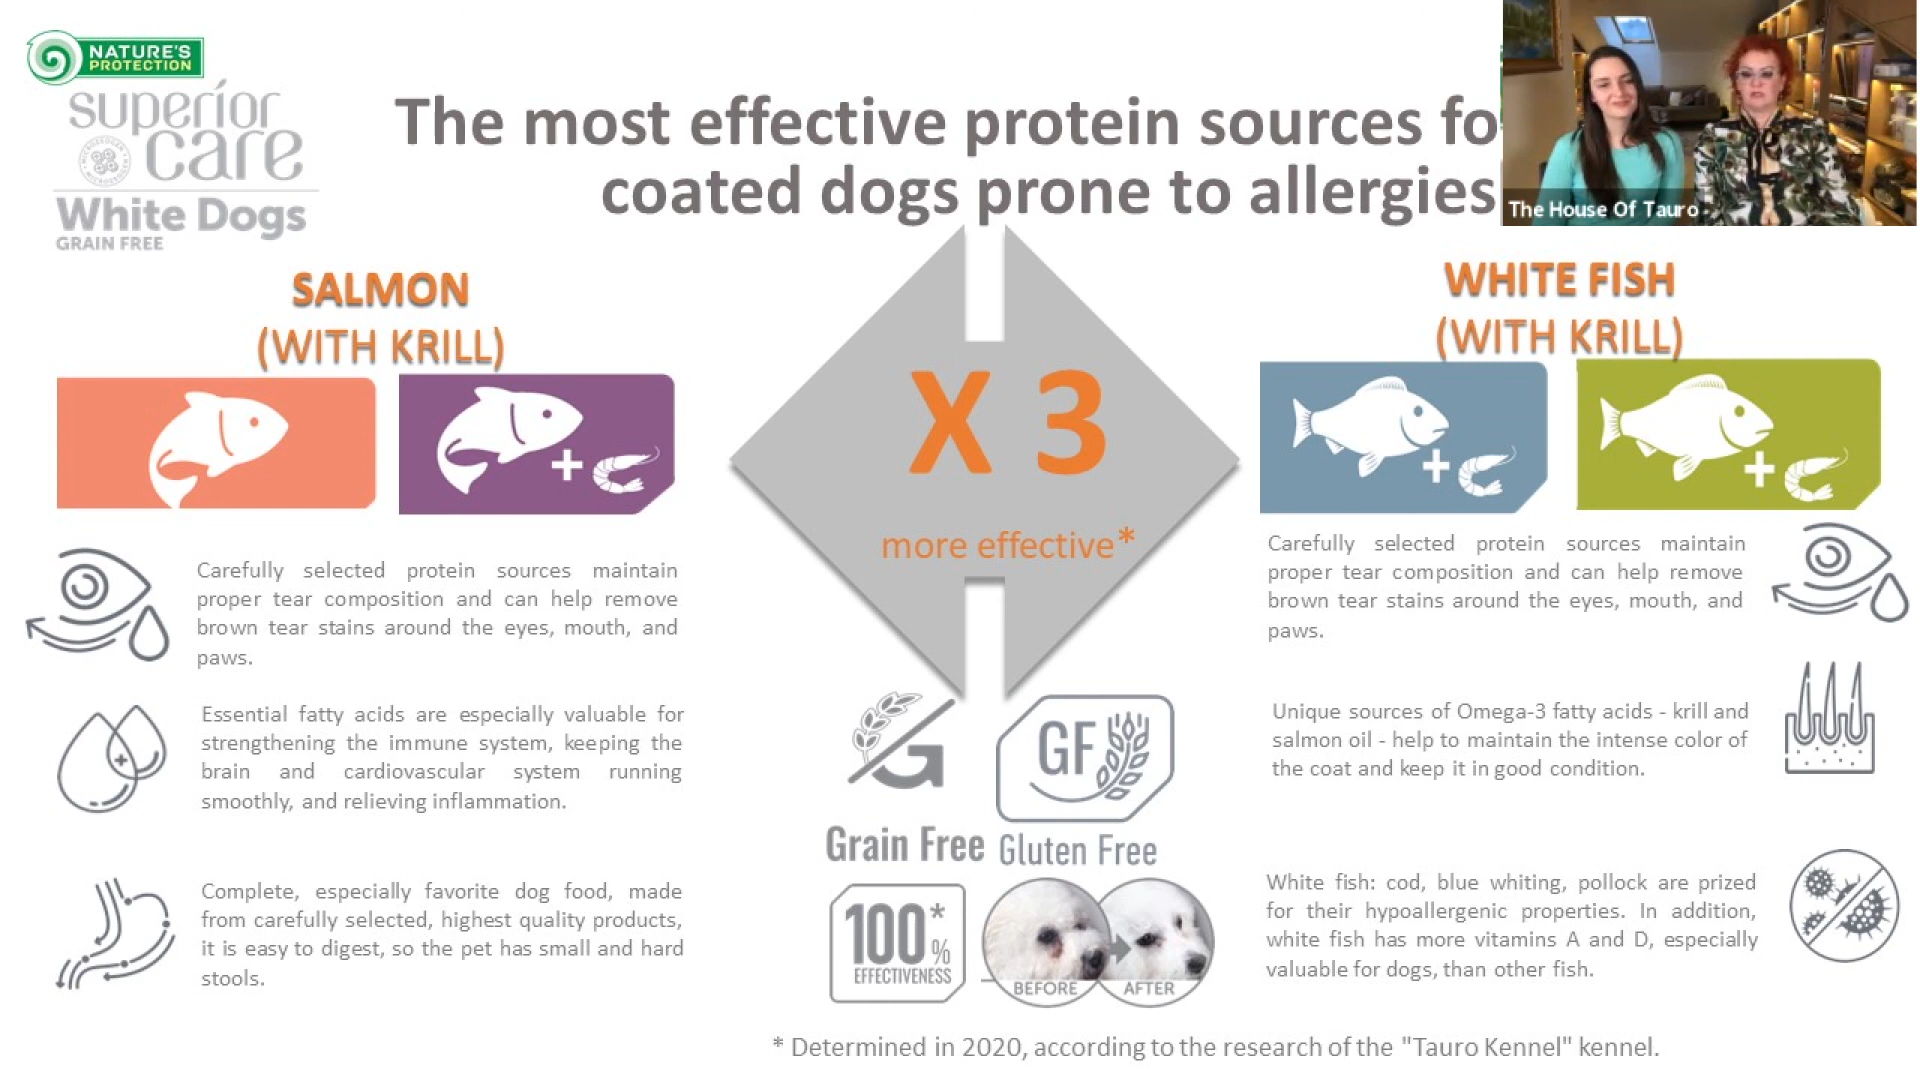 NATURE'S
PROTECTION
superior
care
White Dogs
GRAIN FREE
The most effective protein sources fo
coated dogs prone to allergies
The House Of Tauro
SALMON
(WITH KRILL)
X 3
more effective*
WHITE FISH
(WITH KRILL)
Carefully selected protein sources maintain
proper tear composition and can help remove
brown tear stains around the eyes, mouth, and
paws.
Essential fatty acids are especially valuable for
strengthening the immune system, keeping the
brain and cardiovascular system running
smoothly, and relieving inflammation.
Complete, especially favorite dog food, made
from carefully selected, highest quality products,
it is easy to digest, so the pet has small and hard
stools.
G
Grain Free
GF
Gluten Free
100*
%
EFFECTIVENESS
BEFORE
AFTER
Carefully selected protein sources maintain
proper tear composition and can help remove
brown tear stains around the eyes, mouth, and
paws.
Unique sources of Omega-3 fatty acids - krill and
salmon oil - help to maintain the intense color of
the coat and keep it in good condition.
White fish: cod, blue whiting, pollock are prized
for their hypoallergenic properties. In addition,
white fish has more vitamins A and D, especially
valuable for dogs, than other fish.
* Determined in 2020, according to the research of the "Tauro Kennel" kennel.